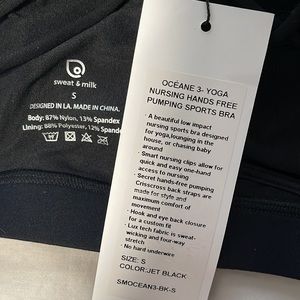 sweat & milk
S
DESIGNED IN LA. MADE IN CHINA.
Body: 87% Nylon, 13% Spandex
Lining: 88% Polyester, 12% Spandex
OCÉANE 3- YOGA
NURSING HANDS FREE
PUMPING SPORTS BRA
- A beautiful low impact
nursing sports bra designed
for yoga,lounging in the
house, or chasing baby
around
- Smart nursing clips allow for
quick and easy one-hand
access to nursing
- Secret hands-free pumping
- Crisscross back straps are
made for style and
maximum comfort of
movement
- Hook and eye back closure
for a custom fit
- Lux tech fabric is sweat-
wicking and four-way
stretch
- No hard underwire
SIZE: S
COLOR:JET BLACK
SMOCEAN3-BK-S